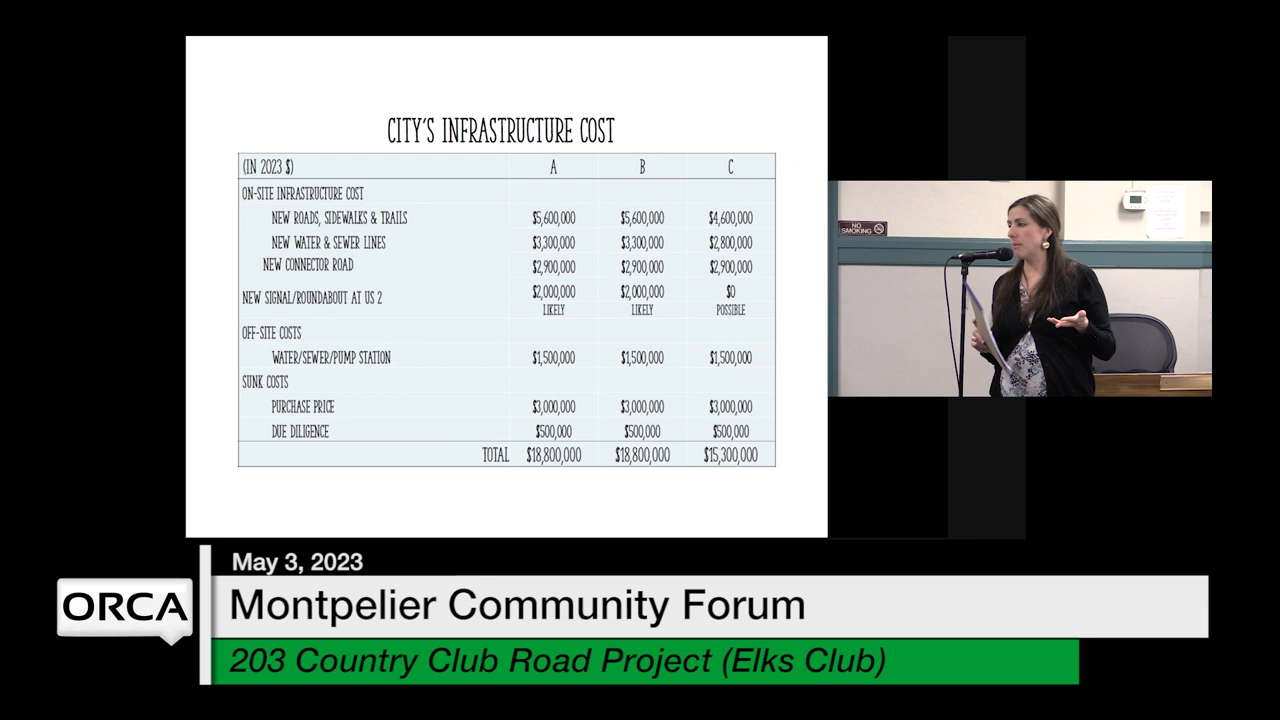 CITY'S INFRASTRUCTURE COST
(IN 2023 $) A B C
ON-SITE INFRASTRUCTURE COST
NEW ROADS, SIDEWALKS & TRAILS $5,600,000 $5,600,000 $4,600,000
NEW WATER & SEWER LINES $3,300,000 $3,300,000 $2,800,000
NEW CONNECTOR ROAD $2,900,000 $2,900,000 $2,900,000
NEW SIGNAL/ROUNDABOUT AT US 2 $2,000,000 $2,000,000 $0
LIKELY LIKELY POSSIBLE
OFF-SITE COSTS
WATER/SEWER/PUMP STATION $1,500,000 $1,500,000 $1,500,000
SUNK COSTS
PURCHASE PRICE $3,000,000 $3,000,000 $3,000,000
DUE DILIGENCE $500,000 $500,000 $500,000
TOTAL $18,800,000 $18,800,000 $15,300,000
NO
SMOKING
May 3, 2023
ORCA
Montpelier Community Forum
203 Country Club Road Project (Elks Club)